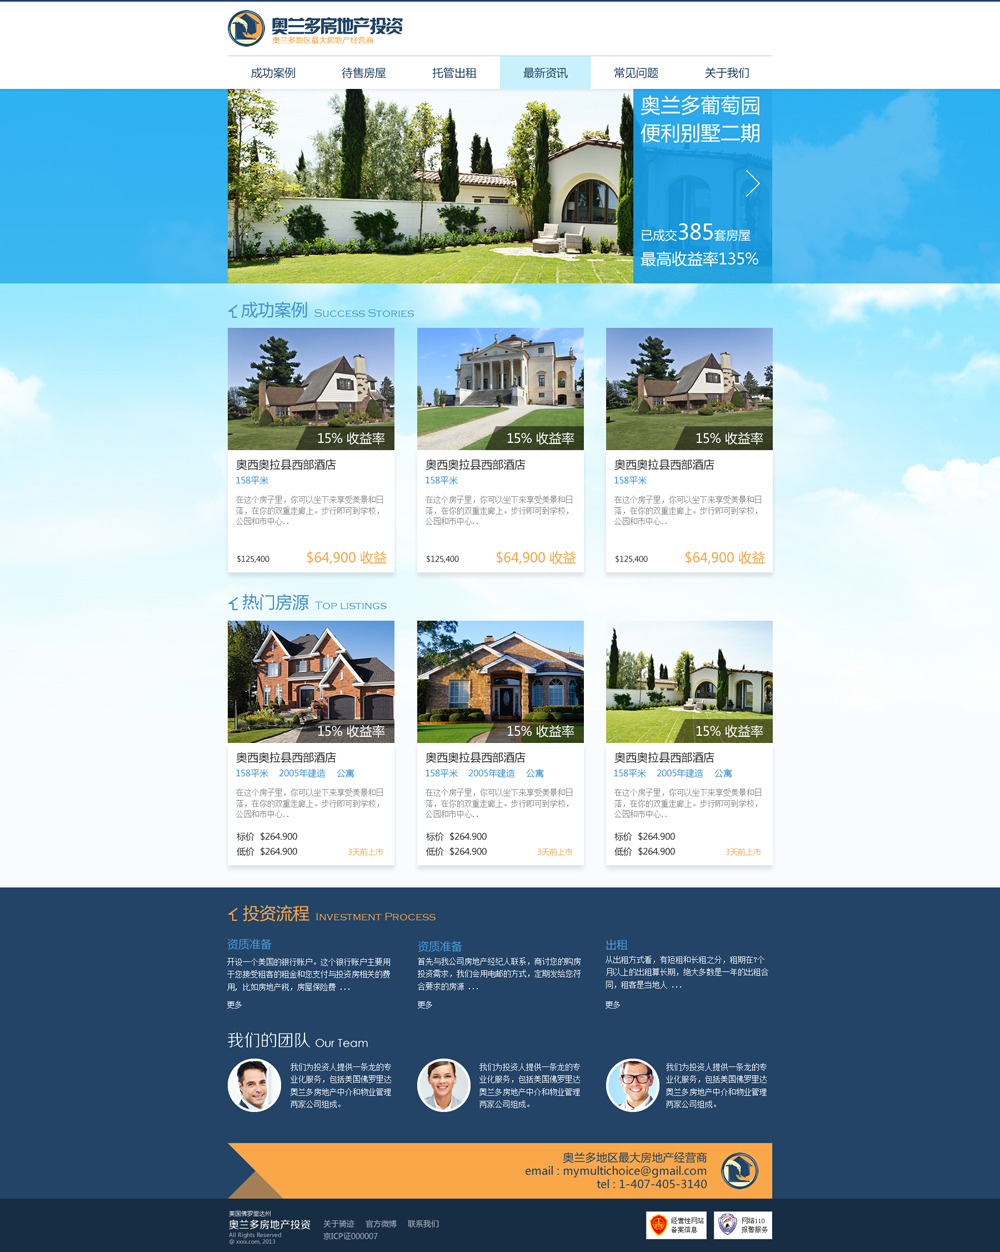 奥兰多房地产投资
奥兰多地区最大房地产经营商
成功案例 待售房屋 托管出租 最新资讯 常见问题 关于我们
奥兰多葡萄园
便利别墅二期
已成交385套房屋
最高收益率135%
成功案例 Success Stories
15% 收益率
奥西奥拉县西部酒店
158平米
在这个房子里，你可以坐下来享受美景和日
落，在你的双重走廊上。步行即可到学校，
公园和市中心..
$125,400 $64,900 收益
15% 收益率
奥西奥拉县西部酒店
158平米
在这个房子里，你可以坐下来享受美景和日
落，在你的双重走廊上。步行即可到学校，
公园和市中心..
$125,400 $64,900 收益
15% 收益率
奥西奥拉县西部酒店
158平米
在这个房子里，你可以坐下来享受美景和日
落，在你的双重走廊上。步行即可到学校，
公园和市中心..
$125,400 $64,900 收益
热门房源 Top listings
15% 收益率
奥西奥拉县西部酒店
158平米 2005年建造 公寓
在这个房子里，你可以坐下来享受美景和日
落，在你的双重走廊上。步行即可到学校，
公园和市中心..
标价 $264.900
低价 $264.900 3天前上市
15% 收益率
奥西奥拉县西部酒店
158平米 2005年建造 公寓
在这个房子里，你可以坐下来享受美景和日
落，在你的双重走廊上。步行即可到学校，
公园和市中心..
标价 $264.900
低价 $264.900 3天前上市
15% 收益率
奥西奥拉县西部酒店
158平米 2005年建造 公寓
在这个房子里，你可以坐下来享受美景和日
落，在你的双重走廊上。步行即可到学校，
公园和市中心..
标价 $264.900
低价 $264.900 3天前上市
投资流程 Investment Process
资质准备
开设一个美国的银行账户。这个银行账户主要用
于您接受租客的租金和您支付与投资房相关的费
用。比如房地产税，房屋保险费 ...
更多
资质准备
首先与我公司房地产经纪人联系，商讨您的购房
投资需求，我们会用电邮的方式，定期发给您符
合要求的房源 ...
更多
出租
从出租方式看，有短租和长租之分，租期在7个
月以上的出租算长期，绝大多数是一年的出租合
同，租客是当地人 ...
更多
我们的团队 Our Team
我们为投资人提供一条龙的专
业化服务，包括美国佛罗里达
奥兰多房地产中介和物业管理
两家公司组成。
我们为投资人提供一条龙的专
业化服务，包括美国佛罗里达
奥兰多房地产中介和物业管理
两家公司组成。
我们为投资人提供一条龙的专
业化服务，包括美国佛罗里达
奥兰多房地产中介和物业管理
两家公司组成。
奥兰多地区最大房地产经营商
email : mymultichoice@gmail.com
tel : 1-407-405-3140
美国佛罗里达州
奥兰多房地产投资
All Rights Reserved
@ xxxx.com, 2013
关于骑迹 官方微博 联系我们
京ICP证000007
经营性网站
备案信息
网络110
报警服务